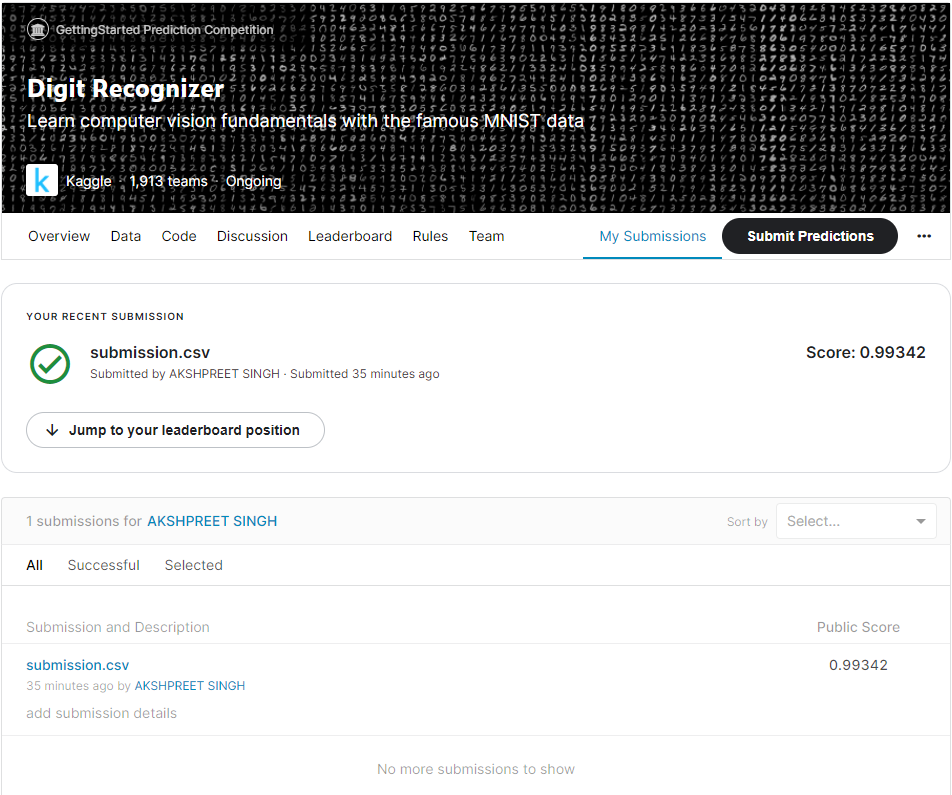 GettingStarted Prediction Competition
Digit Recognizer
Learn computer vision fundamentals with the famous MNIST data
k Kaggle · 1,913 teams · Ongoing
Overview Data Code Discussion Leaderboard Rules Team My Submissions Submit Predictions ...
YOUR RECENT SUBMISSION
submission.csv Score: 0.99342
Submitted by AKSHPREET SINGH · Submitted 35 minutes ago
↓ Jump to your leaderboard position
1 submissions for AKSHPREET SINGH Sort by Select...
All Successful Selected
Submission and Description Public Score
submission.csv 0.99342
35 minutes ago by AKSHPREET SINGH
add submission details
No more submissions to show